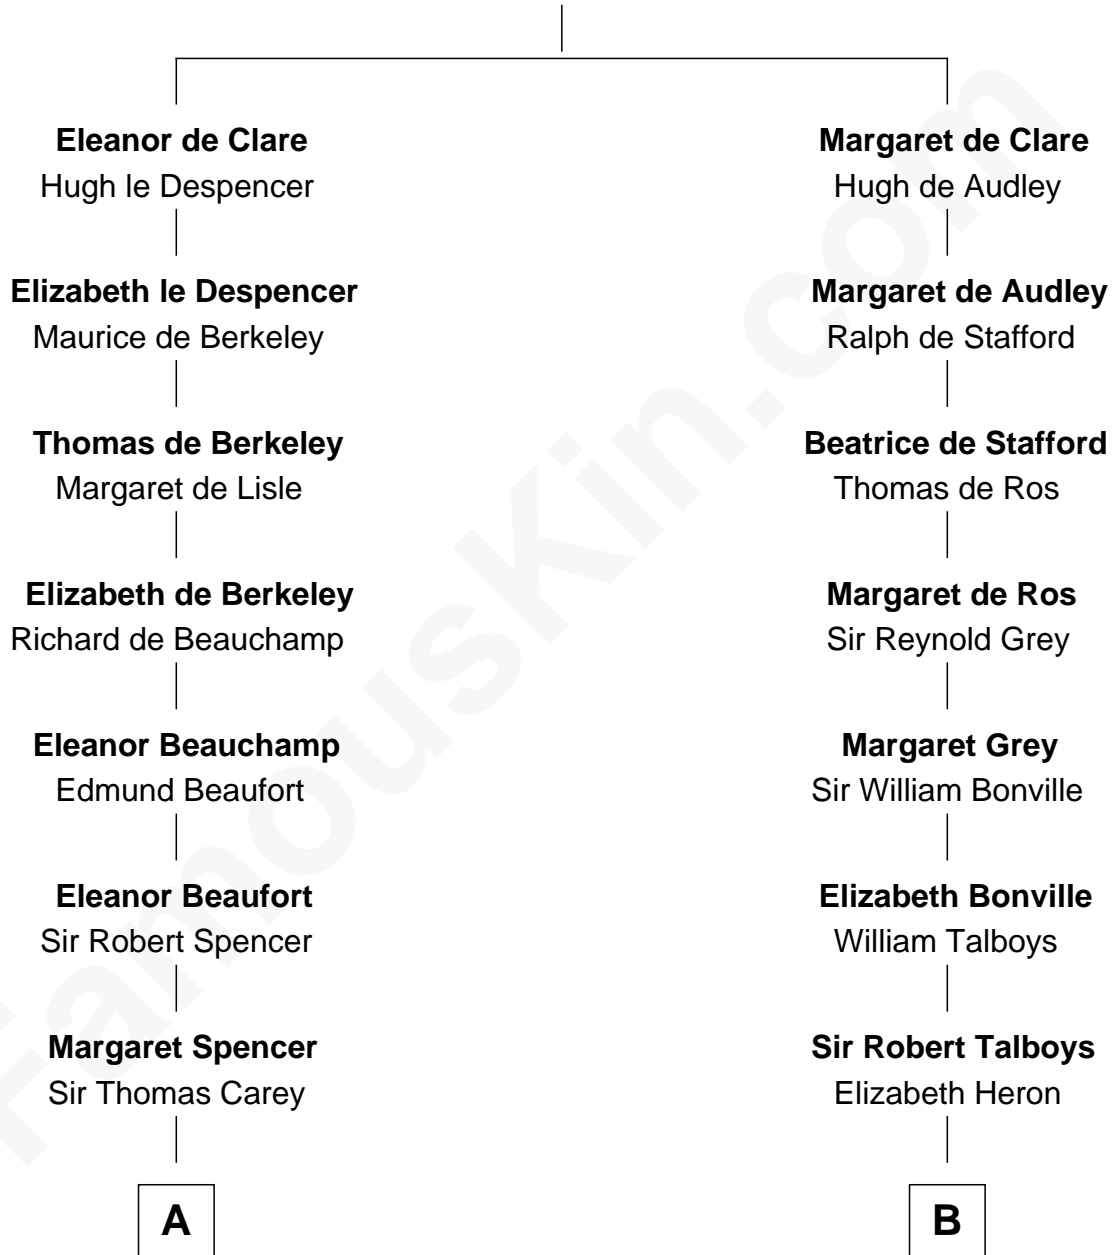 Eleanor de Clare
Hugh le Despencer
Margaret de Clare
Hugh de Audley
Elizabeth le Despencer
Maurice de Berkeley
Margaret de Audley
Ralph de Stafford
Thomas de Berkeley
Margaret de Lisle
Beatrice de Stafford
Thomas de Ros
Elizabeth de Berkeley
Richard de Beauchamp
Margaret de Ros
Sir Reynold Grey
Eleanor Beauchamp
Edmund Beaufort
Margaret Grey
Sir William Bonville
Eleanor Beaufort
Sir Robert Spencer
Elizabeth Bonville
William Talboys
Margaret Spencer
Sir Thomas Carey
Sir Robert Talboys
Elizabeth Heron
A
B
FamousKin.com